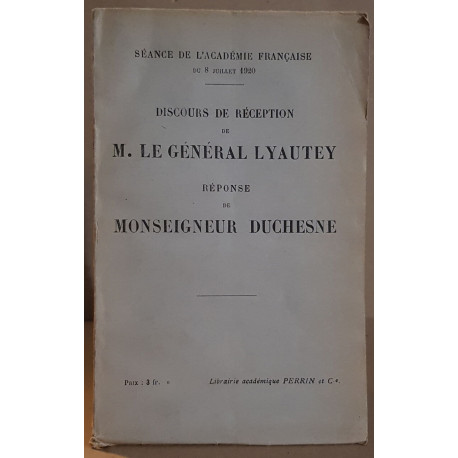 SÉANCE DE L'ACADÉMIE FRANÇAISE
DU 8 JUILLET 1920
DISCOURS DE RÉCEPTION
DE
M. LE GÉNÉRAL LYAUTEY
RÉPONSE
DE
MONSEIGNEUR DUCHESNE
PRIX : 3 fr. » Librairie académique PERRIN et Cie.